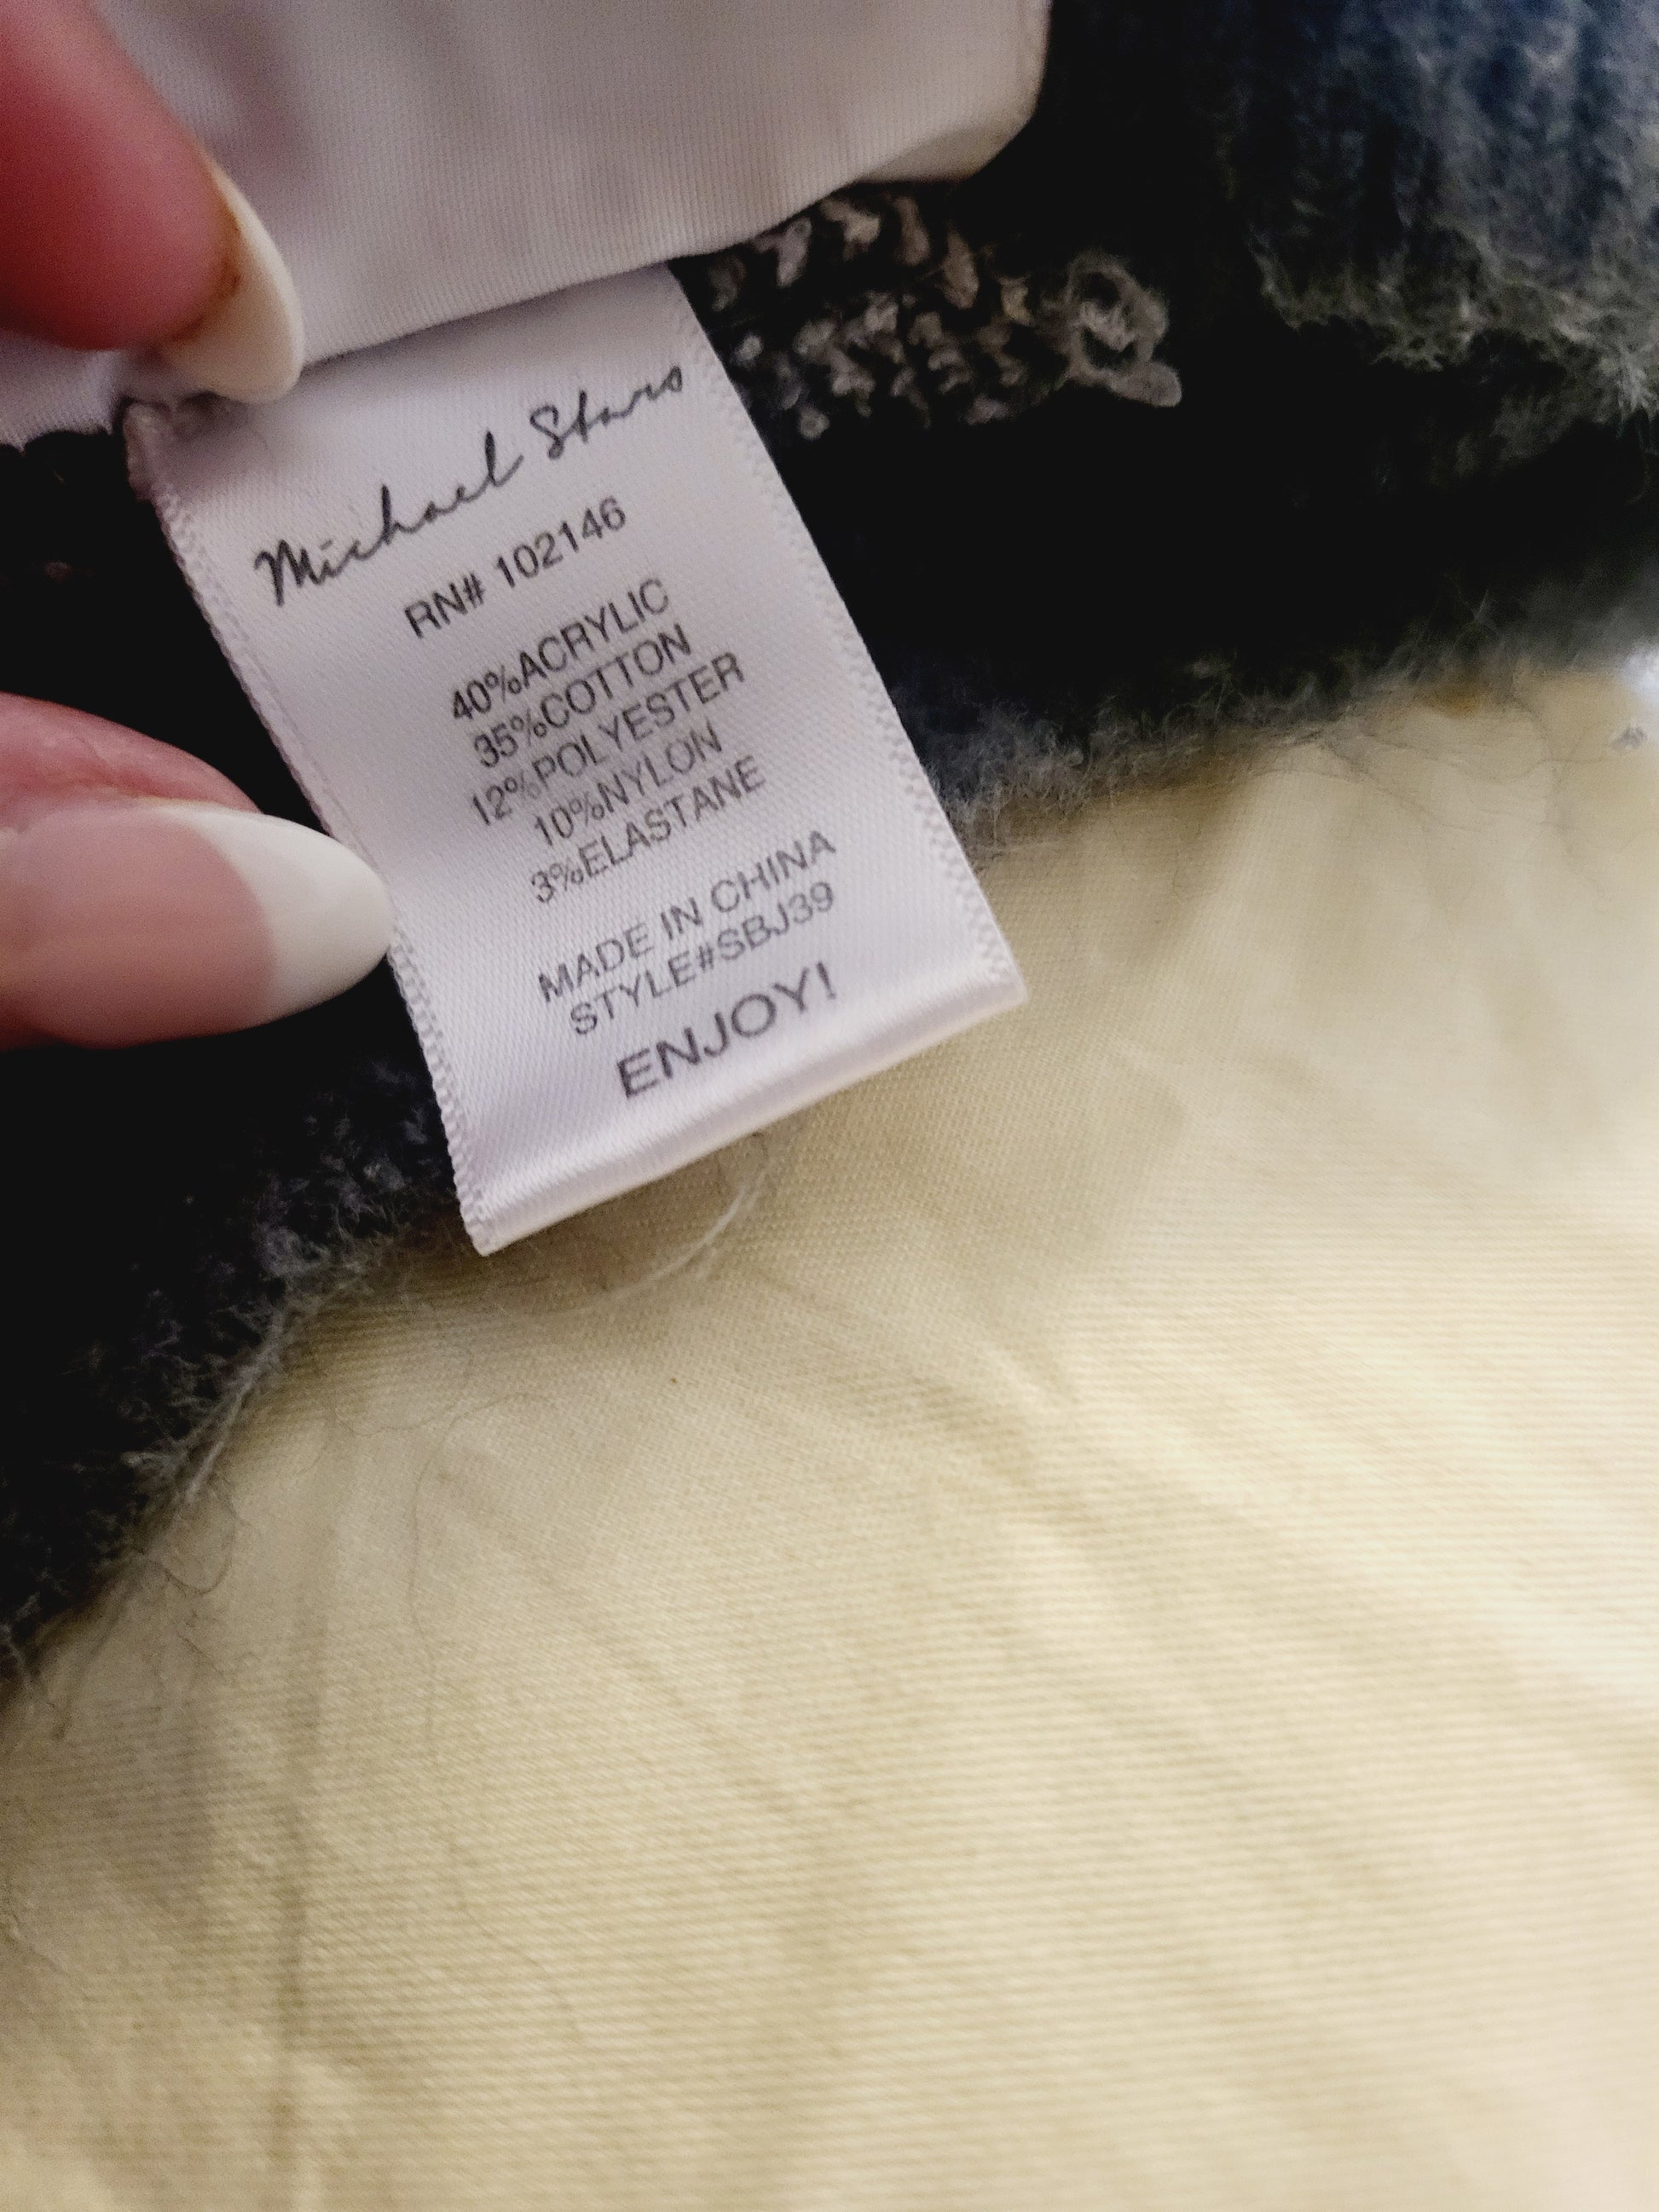 Michael Stars
RN# 102146
40%ACRYLIC
35%COTTON
12%POLYESTER
10%NYLON
3%ELASTANE
MADE IN CHINA
STYLE#SBJ39
ENJOY!